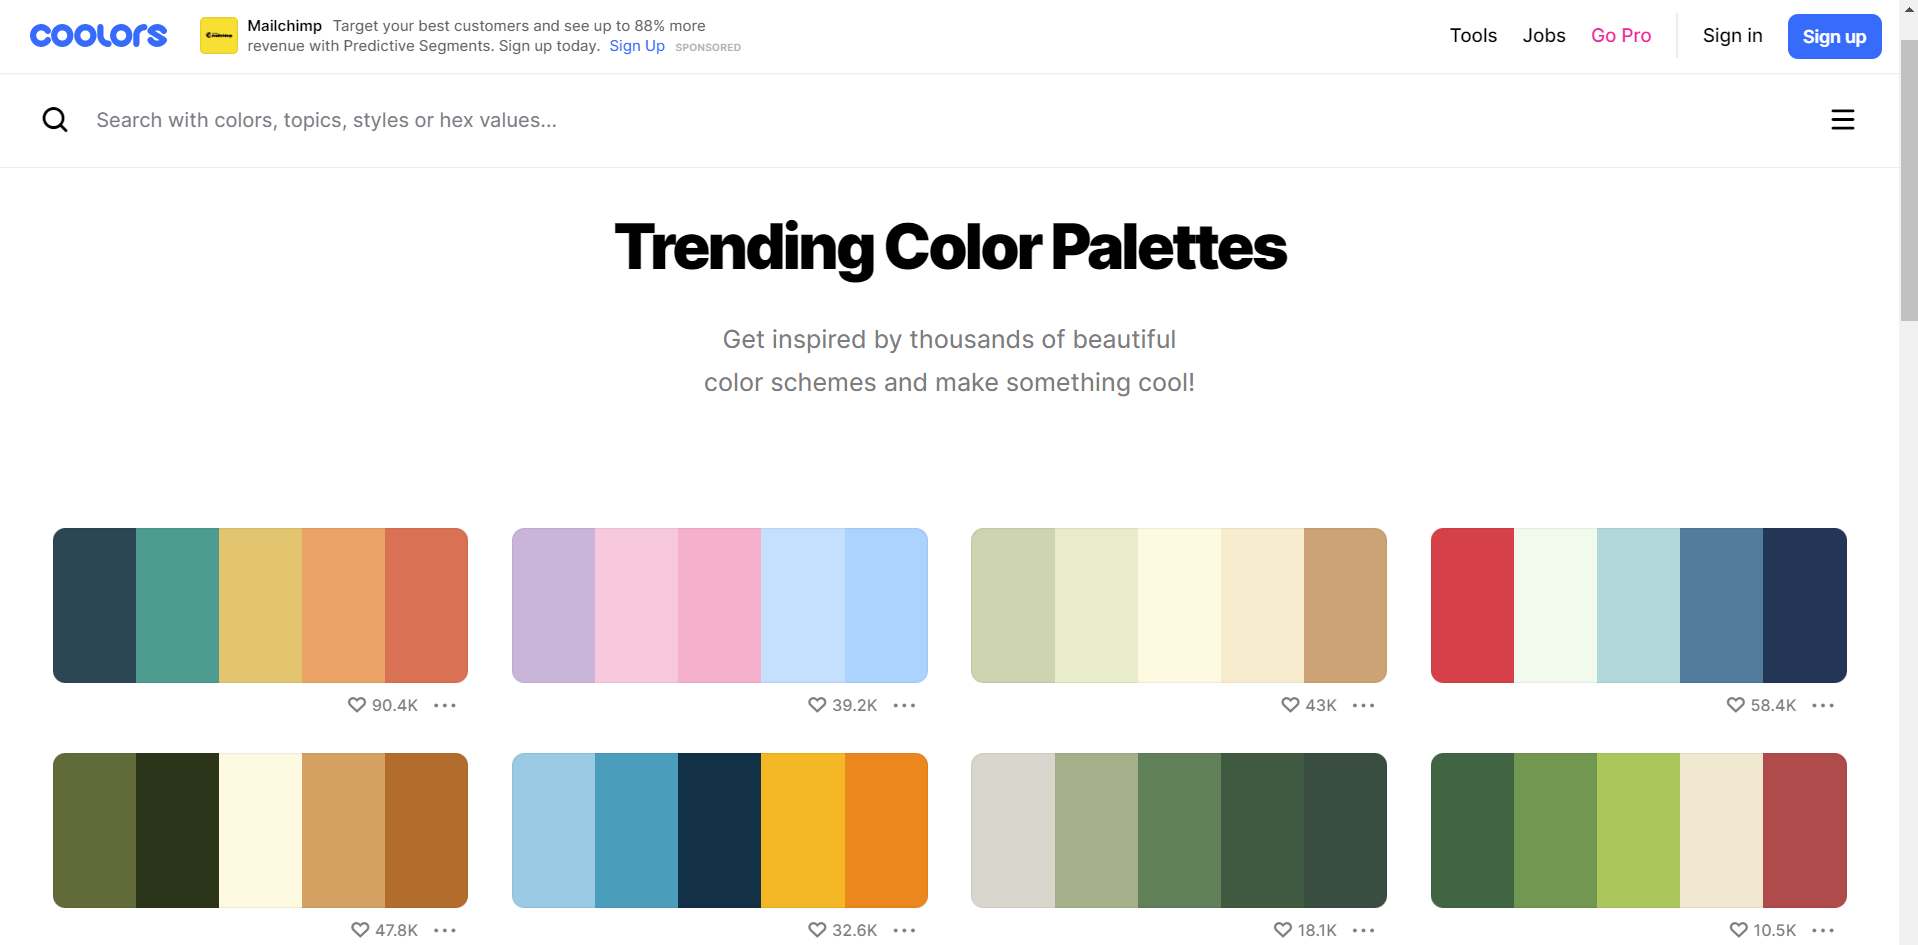 coolors
Mailchimp Target your best customers and see up to 88% more
revenue with Predictive Segments. Sign up today. Sign Up SPONSORED
Tools Jobs Go Pro Sign in Sign up
Search with colors, topics, styles or hex values...
Trending Color Palettes
Get inspired by thousands of beautiful
color schemes and make something cool!
90.4K 39.2K 43K 58.4K
47.8K 32.6K 18.1K 10.5K